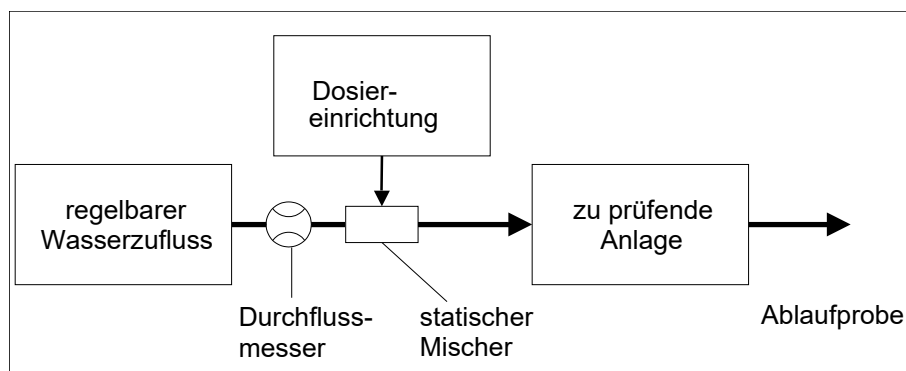 Dosier-
einrichtung
regelbarer
Wasserzufluss
zu prüfende
Anlage
Durchfluss-
messer
statischer
Mischer
Ablaufprobe